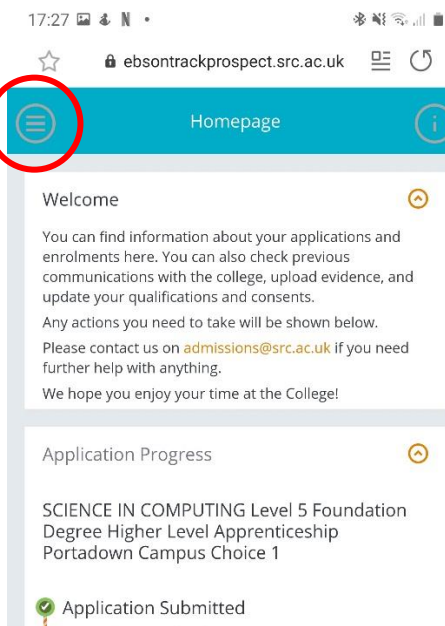 17:27 N
ebsontrackprospect.src.ac.uk
Homepage
Welcome
You can find information about your applications and
enrolments here. You can also check previous
communications with the college, upload evidence, and
update your qualifications and consents.
Any actions you need to take will be shown below.
Please contact us on admissions@src.ac.uk if you need
further help with anything.
We hope you enjoy your time at the College!
Application Progress
SCIENCE IN COMPUTING Level 5 Foundation
Degree Higher Level Apprenticeship
Portadown Campus Choice 1
Application Submitted